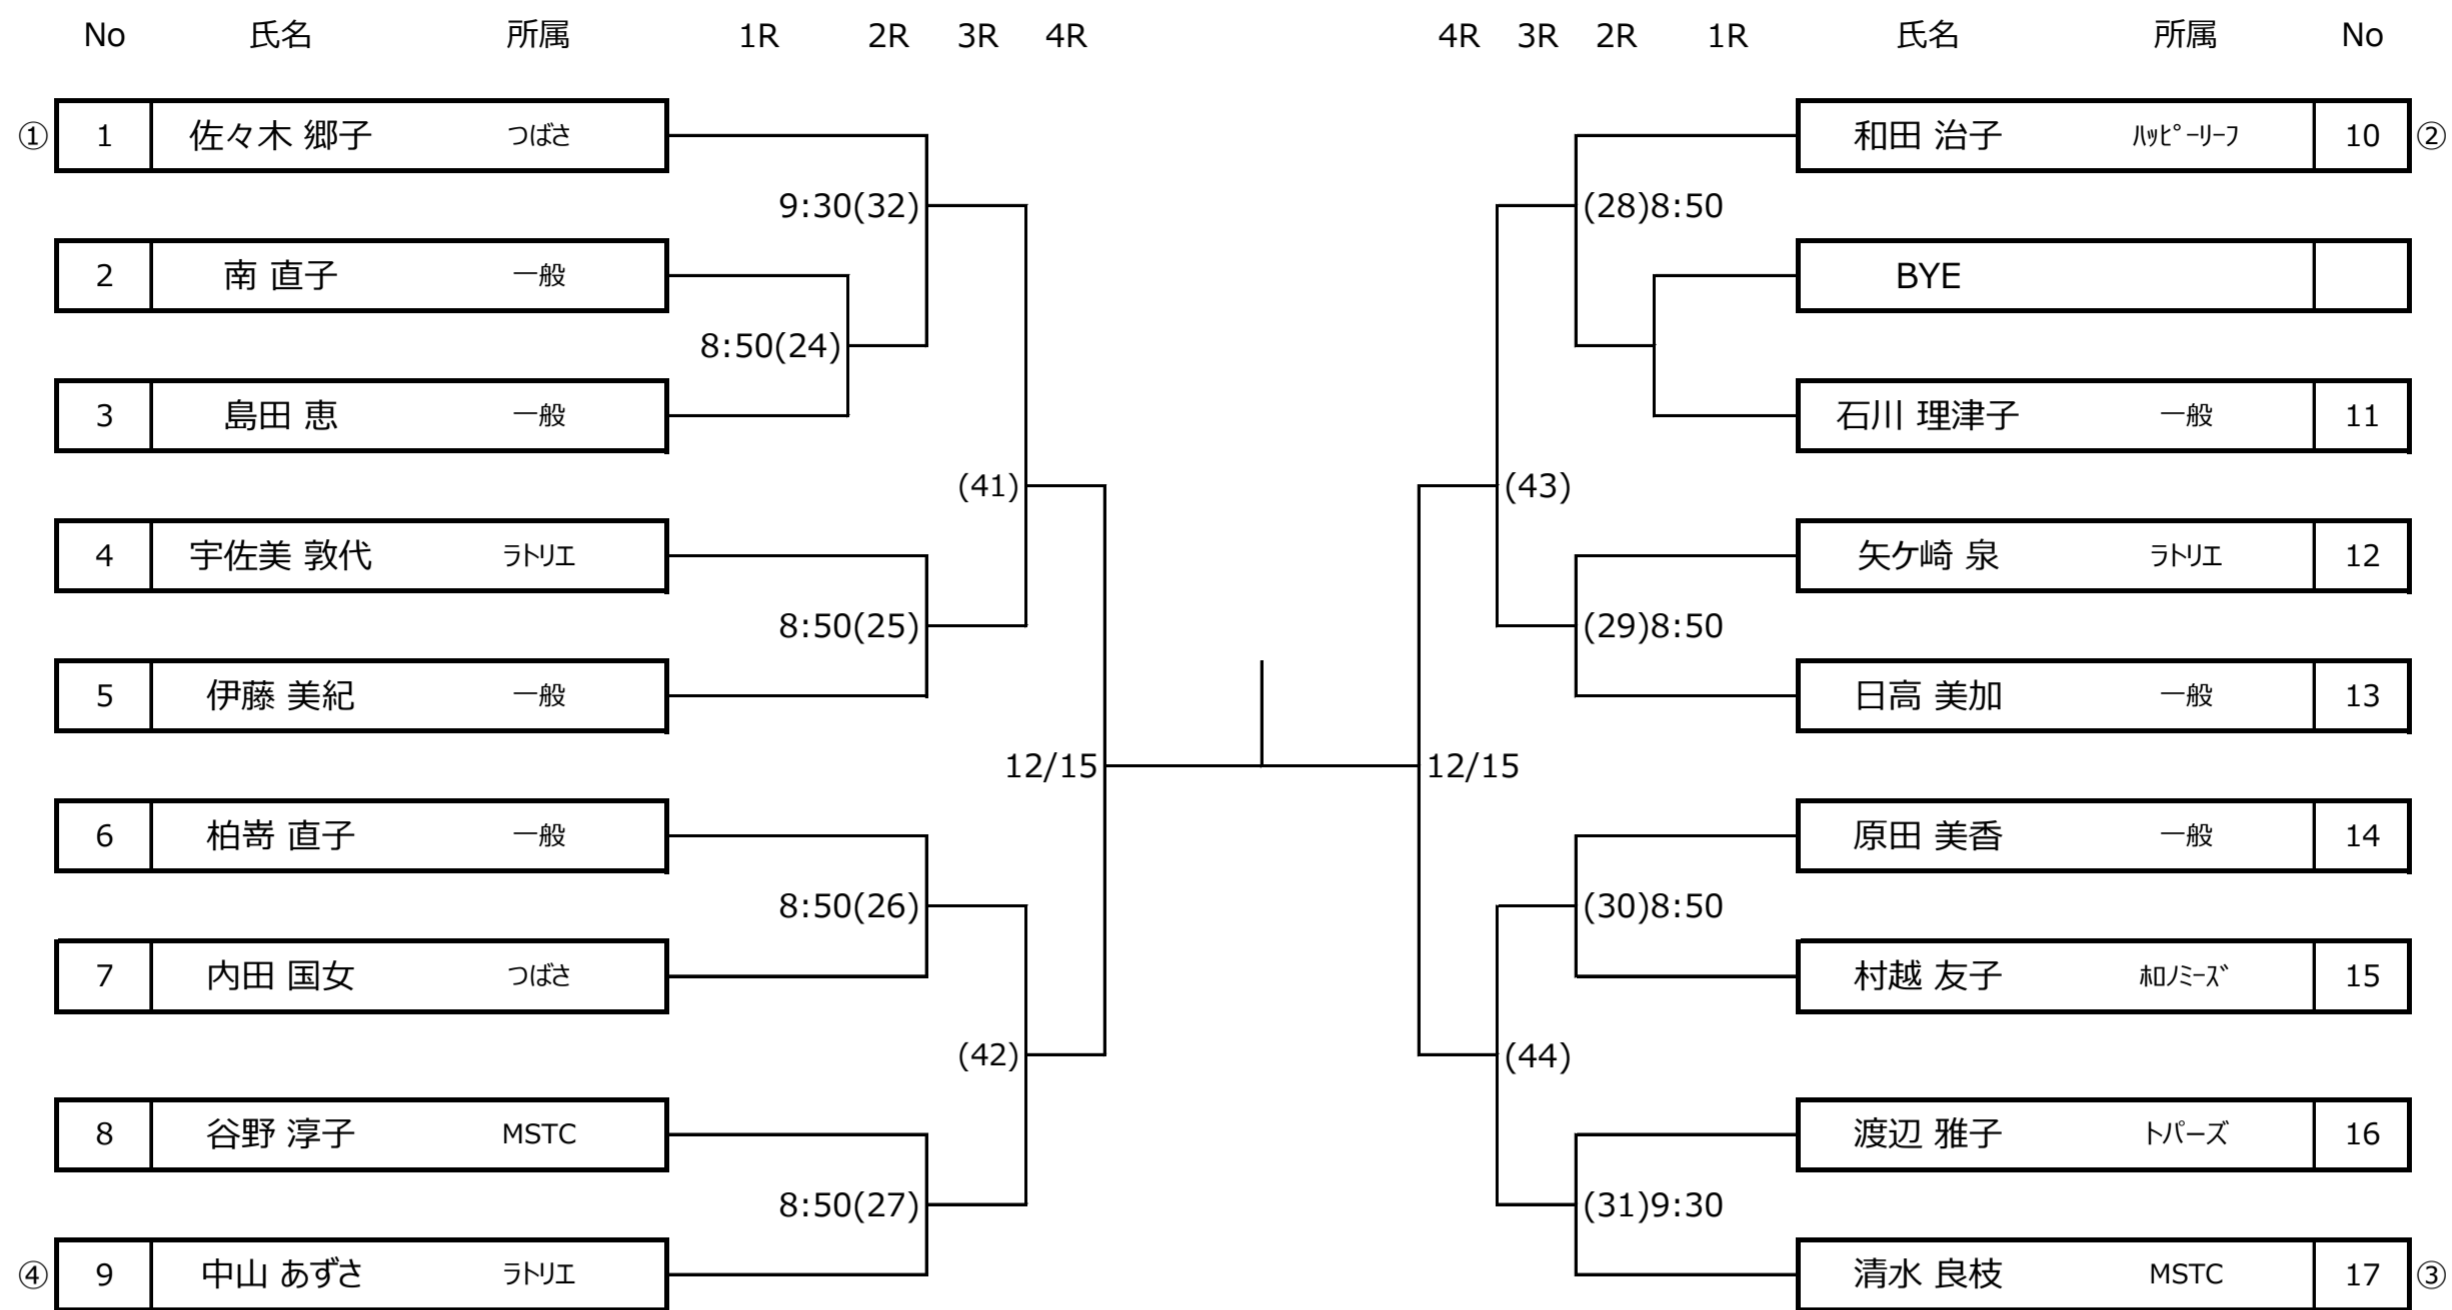 No 氏名 所属 1R 2R 3R 4R 4R 3R 2R 1R 氏名 所属 No
① 1 佐々木 郷子 つばさ 和田 治子 ﾊｯﾋﾟｰﾘｰﾌ 10 ②
9:30(32) (28)8:50
2 南 直子 一般 BYE
8:50(24)
3 島田 恵 一般 石川 理津子 一般 11
(41) (43)
4 宇佐美 敦代 ラトリエ 矢ケ崎 泉 ラトリエ 12
8:50(25) (29)8:50
5 伊藤 美紀 一般 日高 美加 一般 13
12/15 12/15
6 柏嵜 直子 一般 原田 美香 一般 14
8:50(26) (30)8:50
7 内田 国女 つばさ 村越 友子 ﾎﾛﾉﾐｰｽﾞ 15
(42) (44)
8 谷野 淳子 MSTC 渡辺 雅子 トパーズ 16
8:50(27) (31)9:30
④ 9 中山 あずさ ラトリエ 清水 良枝 MSTC 17 ③